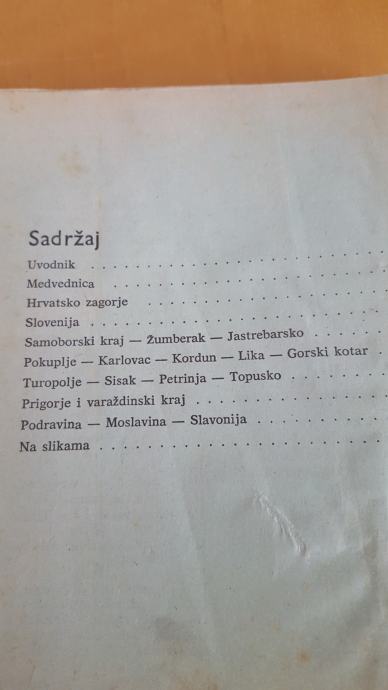 Sadržaj
Uvodnik . . . . . . . . . . . . . . . . .
Medvednica . . . . . . . . . . . . . . . .
Hrvatsko zagorje . . . . . . . . . . . . . .
Slovenija . . . . . . . . . . . . . . . . .
Samoborski kraj — Žumberak — Jastrebarsko . . . . .
Pokuplje — Karlovac — Kordun — Lika — Gorski kotar .
Turopolje — Sisak — Petrinja — Topusko . . . . . .
Prigorje i varaždinski kraj . . . . . . . . . . .
Podravina — Moslavina — Slavonija . . . . . . . .
Na slikama . . . . . . . . . . . . . . . .